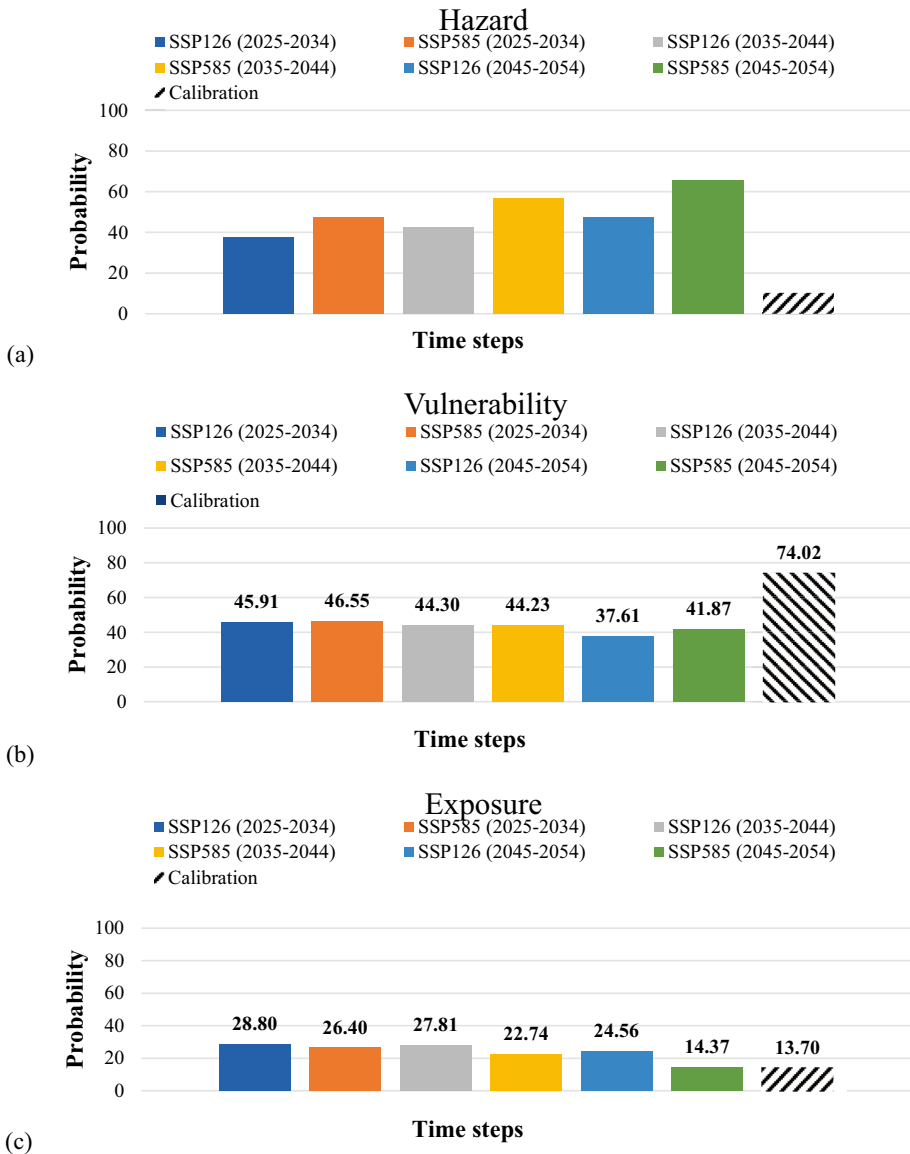 Hazard
SSP126 (2025-2034) SSP585 (2025-2034) SSP126 (2035-2044)
SSP585 (2035-2044) SSP126 (2045-2054) SSP585 (2045-2054)
Calibration
100
80
60
40
20
0
Probability
Time steps
(a)
Vulnerability
SSP126 (2025-2034) SSP585 (2025-2034) SSP126 (2035-2044)
SSP585 (2035-2044) SSP126 (2045-2054) SSP585 (2045-2054)
Calibration
100
80
60
40
20
0
Probability
45.91 46.55 44.30 44.23 37.61 41.87 74.02
Time steps
(b)
Exposure
SSP126 (2025-2034) SSP585 (2025-2034) SSP126 (2035-2044)
SSP585 (2035-2044) SSP126 (2045-2054) SSP585 (2045-2054)
Calibration
100
80
60
40
20
0
Probability
28.80 26.40 27.81 22.74 24.56 14.37 13.70
Time steps
(c)